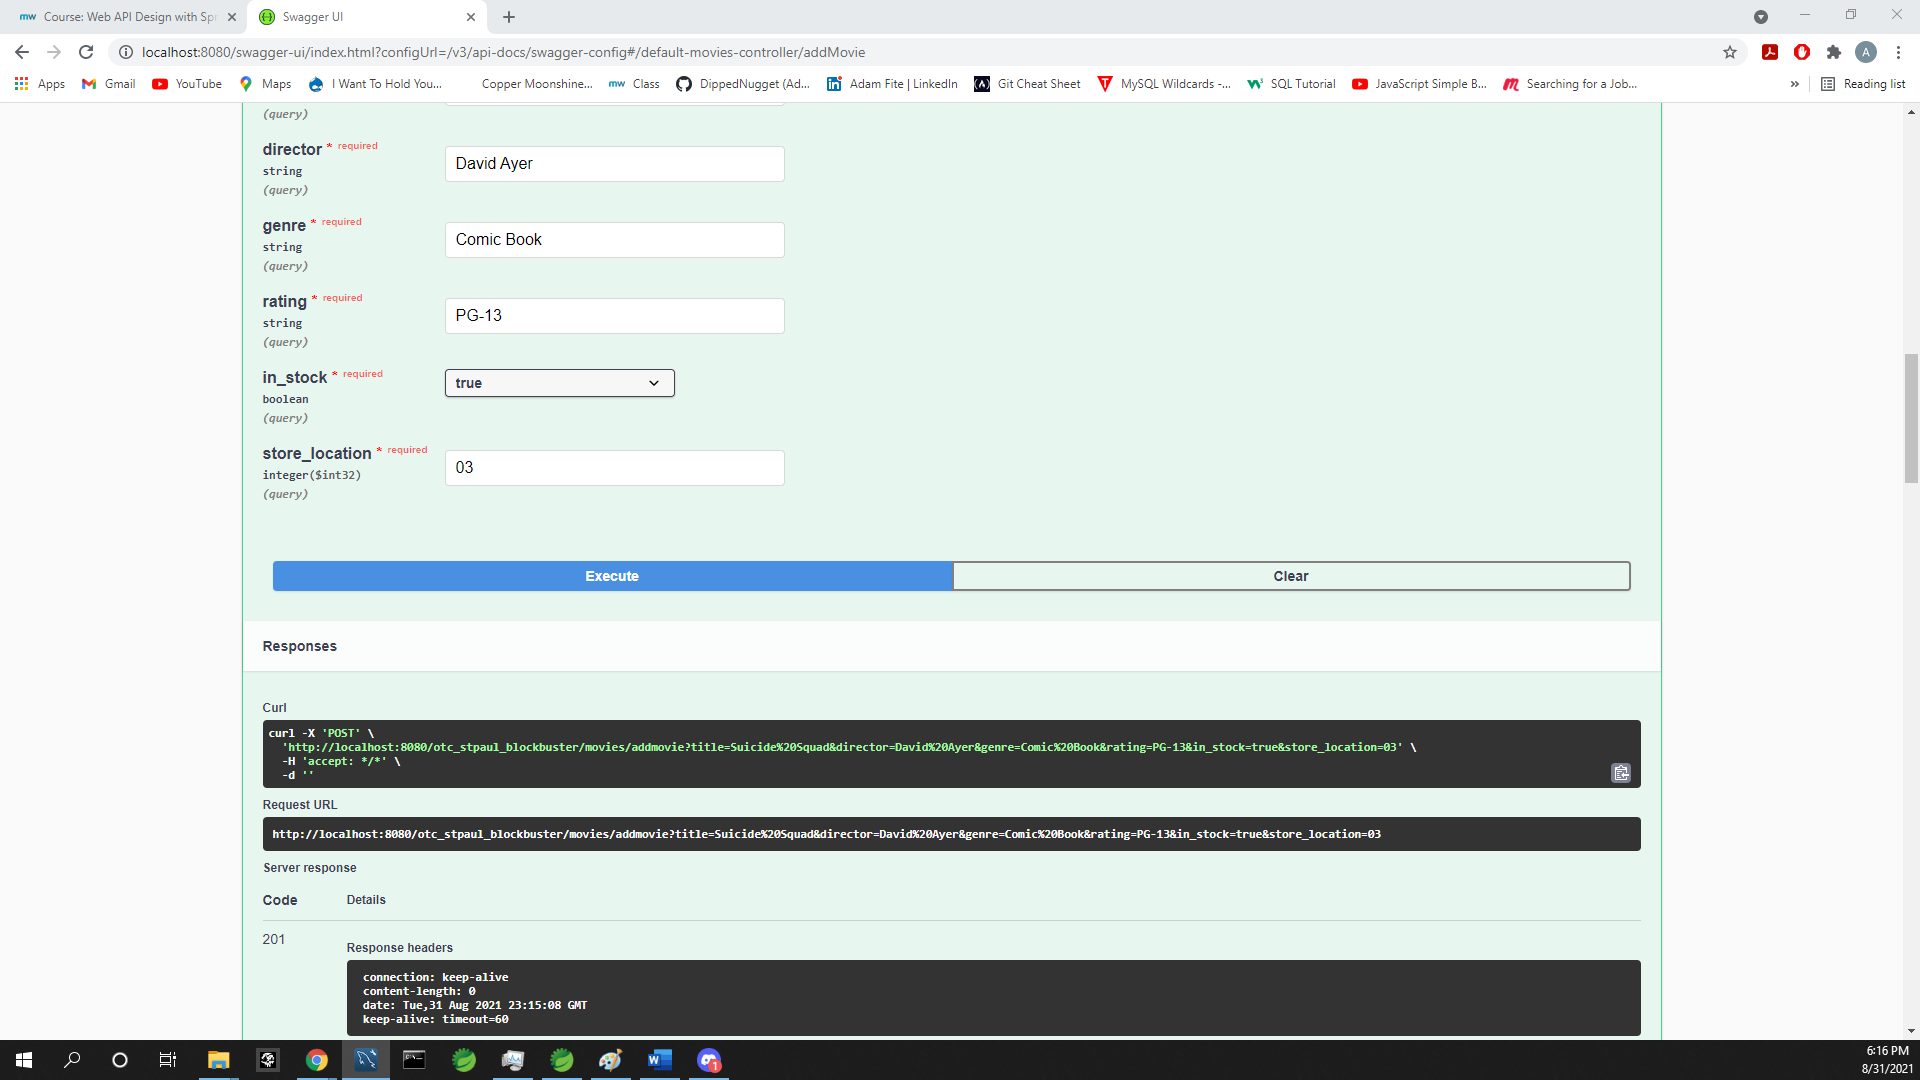 mw Course: Web API Design with Spr
Swagger UI
localhost:8080/swagger-ui/index.html?configUrl=/v3/api-docs/swagger-config#/default-movies-controller/addMovie
A
Apps Gmail YouTube Maps I Want To Hold You... Copper Moonshine... mw Class DippedNugget (Ad... Adam Fite | LinkedIn Git Cheat Sheet MySQL Wildcards -... SQL Tutorial JavaScript Simple B... Searching for a Job... » Reading list
(query)
director * required
string
(query)
David Ayer
genre * required
string
(query)
Comic Book
rating * required
string
(query)
PG-13
in_stock * required
boolean
(query)
true
store_location * required
integer($int32)
(query)
03
Execute
Clear
Responses
Curl
curl -X 'POST' \
'http://localhost:8080/otc_stpaul_blockbuster/movies/addmovie?title=Suicide%20Squad&director=David%20Ayer&genre=Comic%20Book&rating=PG-13&in_stock=true&store_location=03' \
-H 'accept: */*' \
-d ''
Request URL
http://localhost:8080/otc_stpaul_blockbuster/movies/addmovie?title=Suicide%20Squad&director=David%20Ayer&genre=Comic%20Book&rating=PG-13&in_stock=true&store_location=03
Server response
Code Details
201
Response headers
connection: keep-alive
content-length: 0
date: Tue,31 Aug 2021 23:15:08 GMT
keep-alive: timeout=60
6:16 PM
8/31/2021